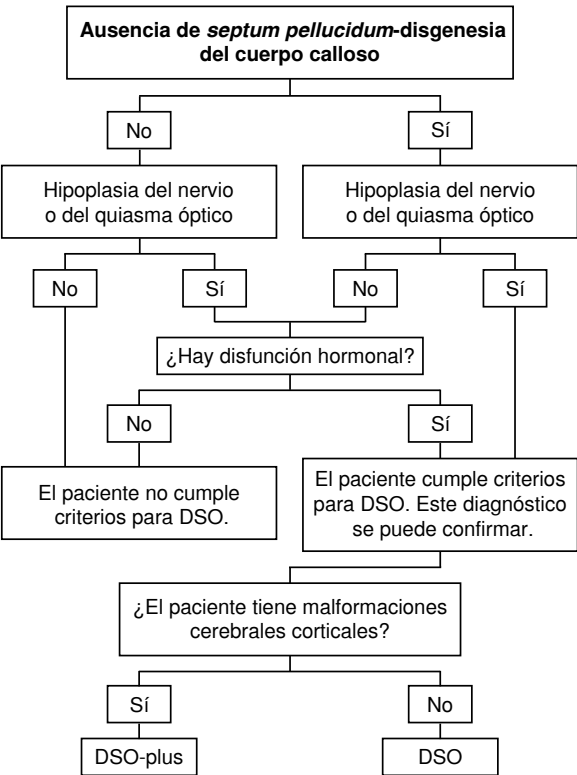 Ausencia de septum pellucidum-disgenesia
del cuerpo calloso
No
Sí
Hipoplasia del nervio
o del quiasma óptico
Hipoplasia del nervio
o del quiasma óptico
No
Sí
No
Sí
¿Hay disfunción hormonal?
No
Sí
El paciente no cumple
criterios para DSO.
El paciente cumple criterios
para DSO. Este diagnóstico
se puede confirmar.
¿El paciente tiene malformaciones
cerebrales corticales?
Sí
No
DSO-plus
DSO